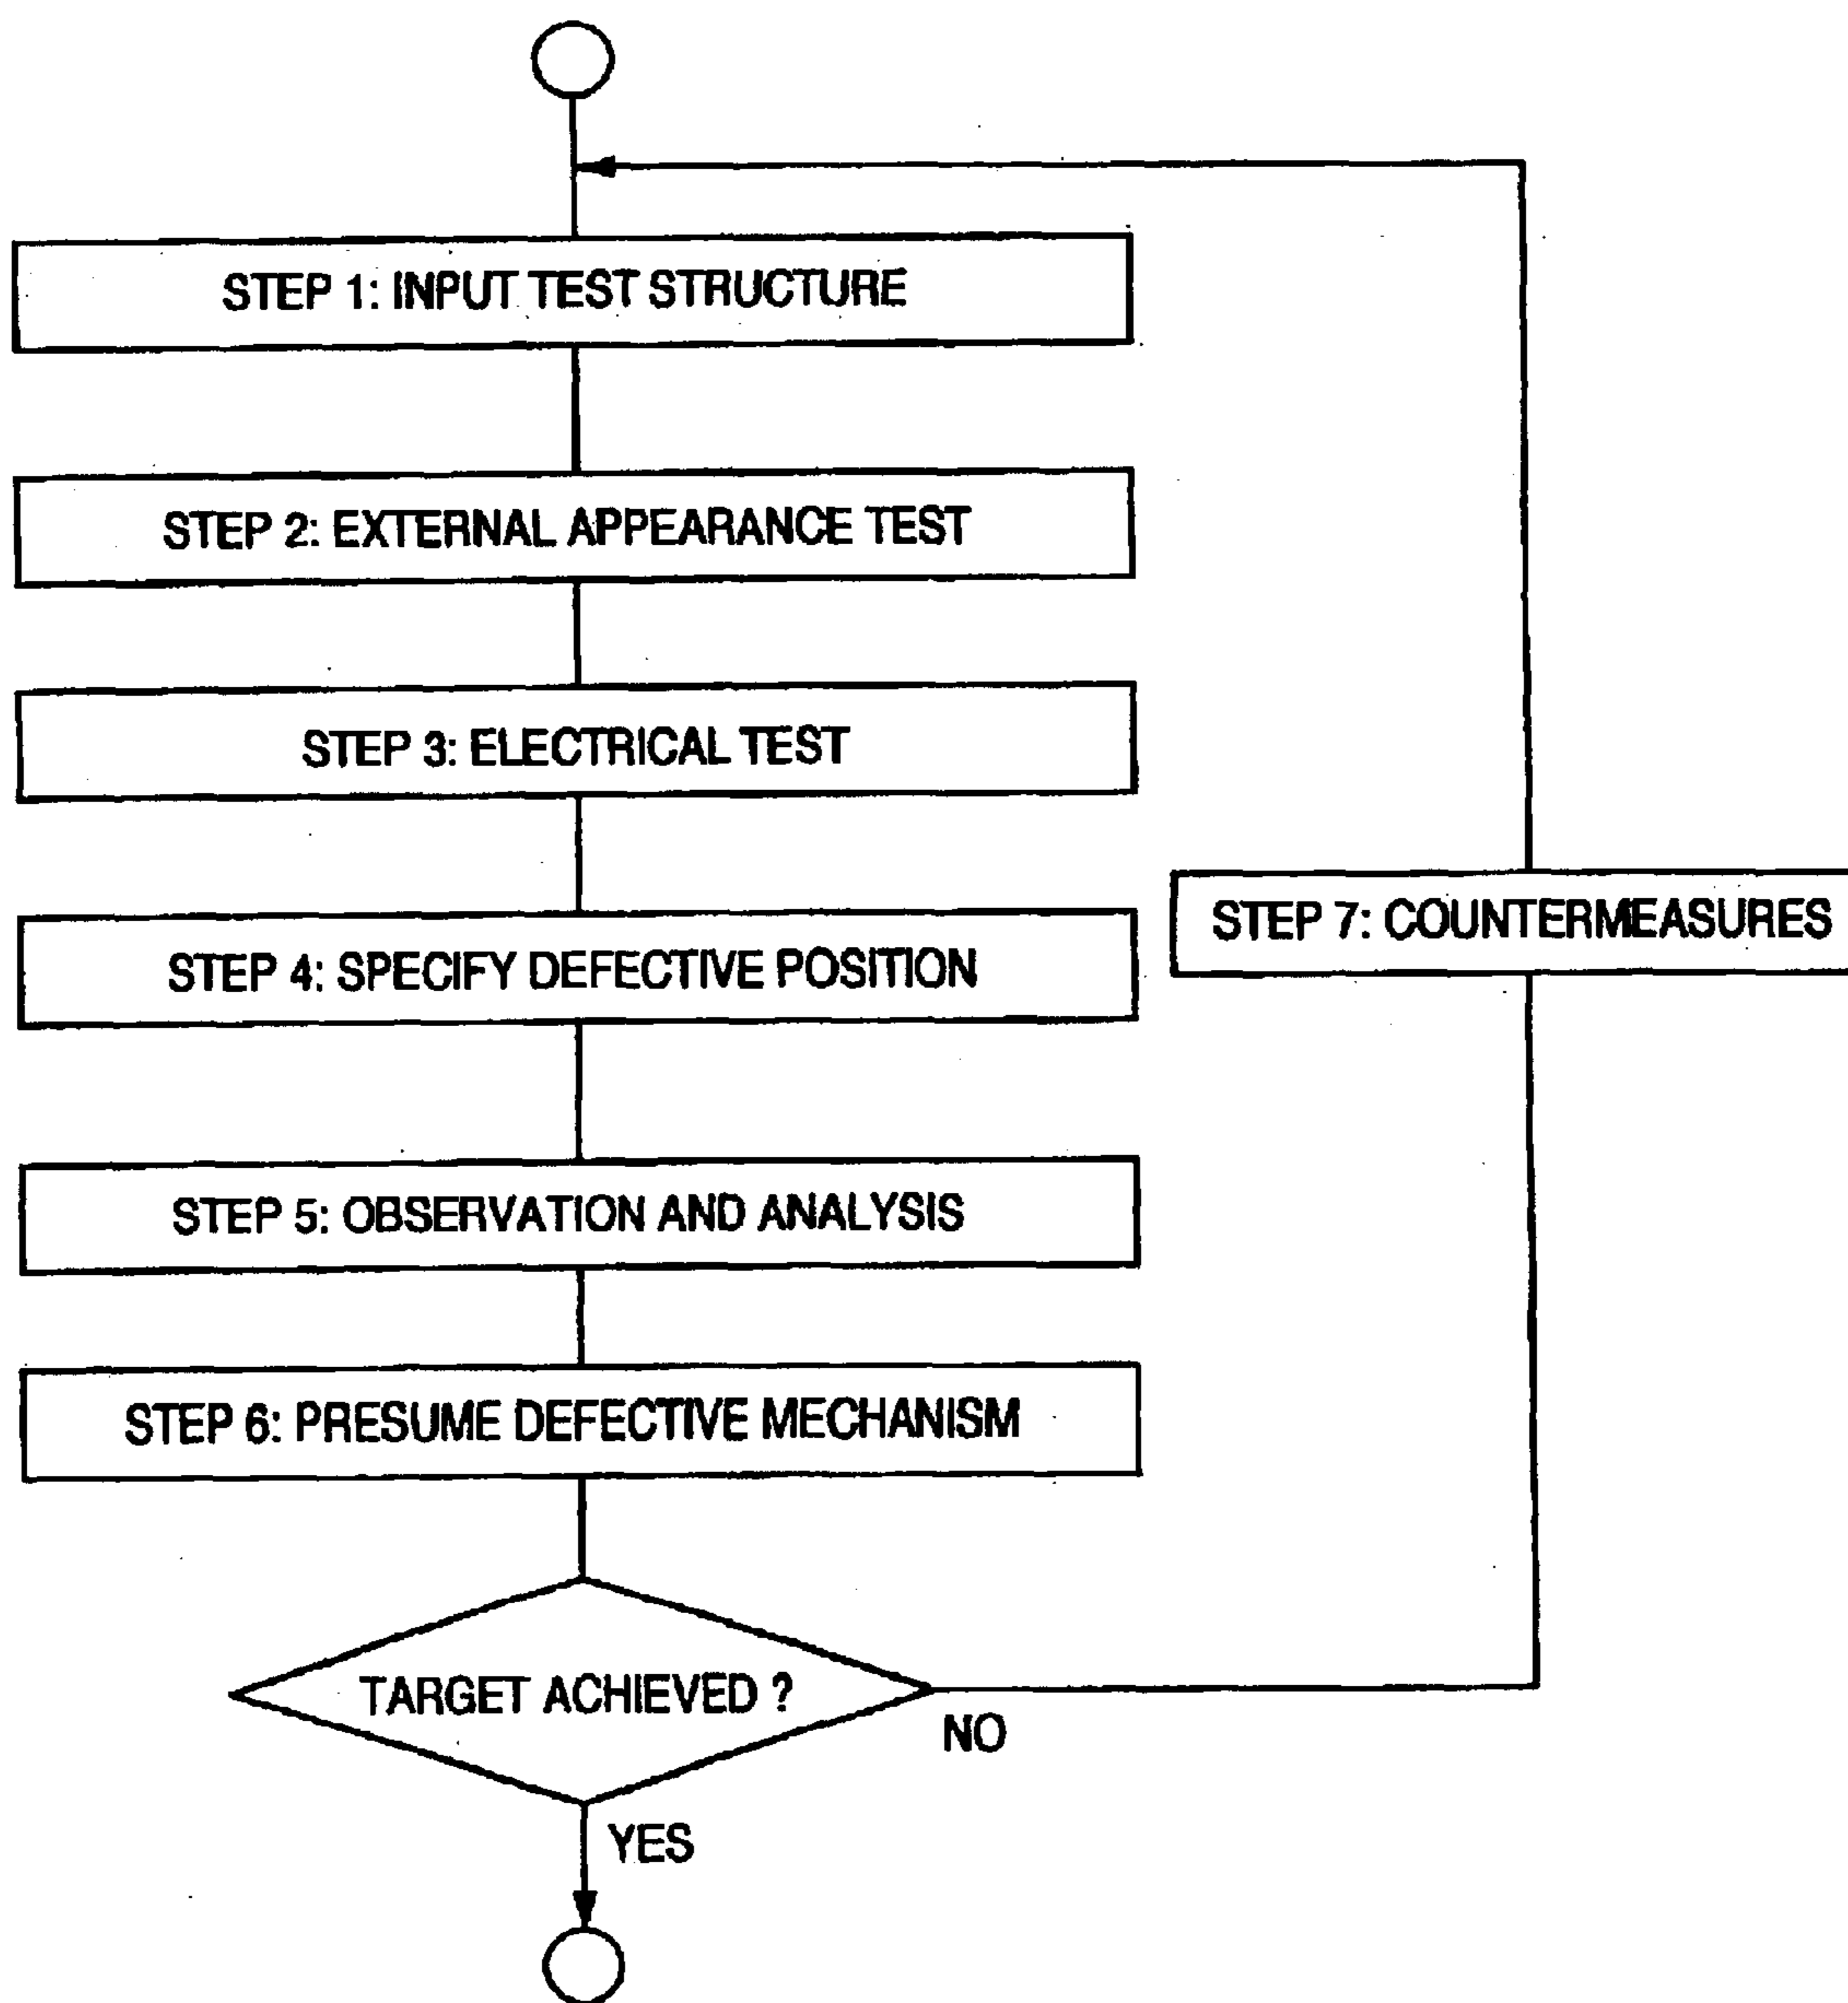 STEP 1: INPUT TEST STRUCTURE
STEP 2: EXTERNAL APPEARANCE TEST
STEP 3: ELECTRICAL TEST
STEP 4: SPECIFY DEFECTIVE POSITION
STEP 7: COUNTERMEASURES
STEP 5: OBSERVATION AND ANALYSIS
STEP 6: PRESUME DEFECTIVE MECHANISM
TARGET ACHIEVED ?
NO
YES